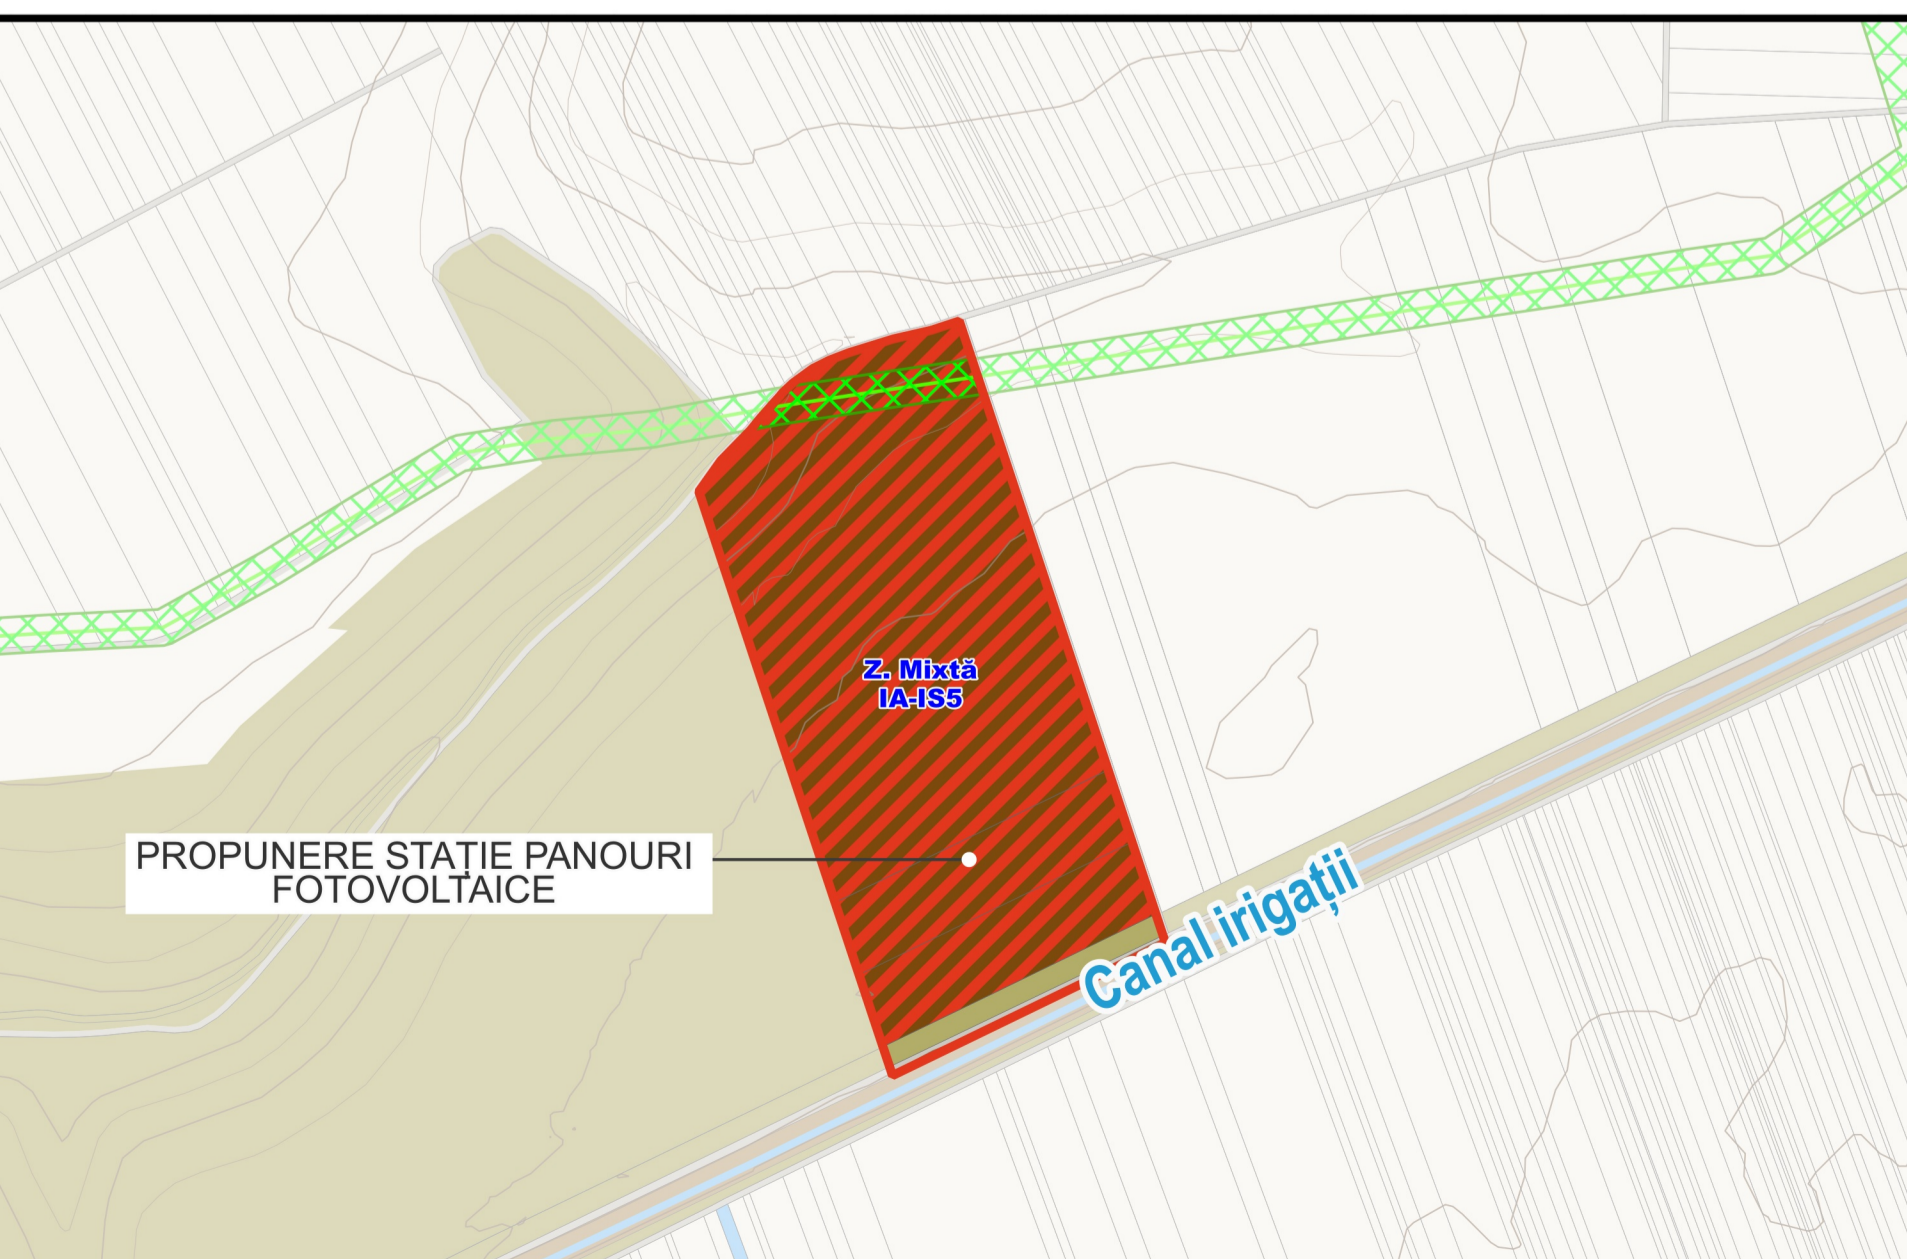 Z. Mixtă
IA-IS5
PROPUNERE STAȚIE PANOURI
FOTOVOLTAICE
Canal irigații